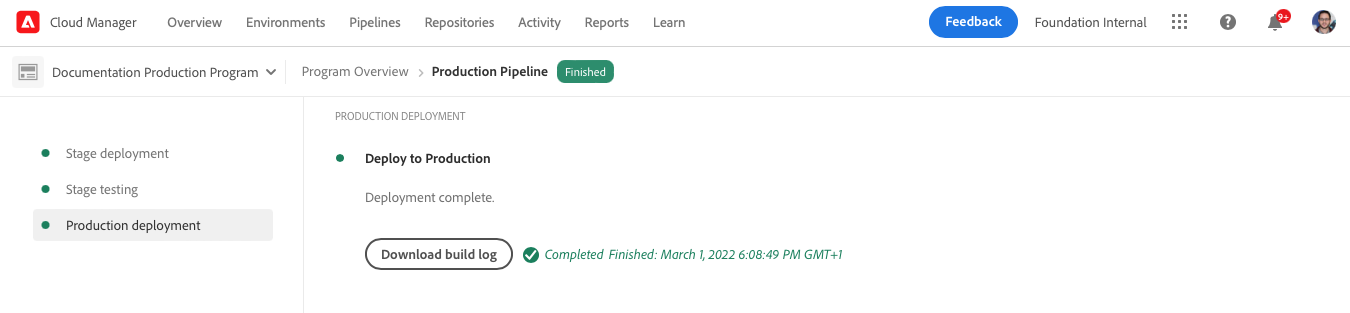 Cloud Manager Overview Environments Pipelines Repositories Activity Reports Learn Feedback Foundation Internal ? 9+
Documentation Production Program Program Overview > Production Pipeline Finished
PRODUCTION DEPLOYMENT
Stage deployment
Deploy to Production
Stage testing
Deployment complete.
Production deployment
Download build log Completed Finished: March 1, 2022 6:08:49 PM GMT+1